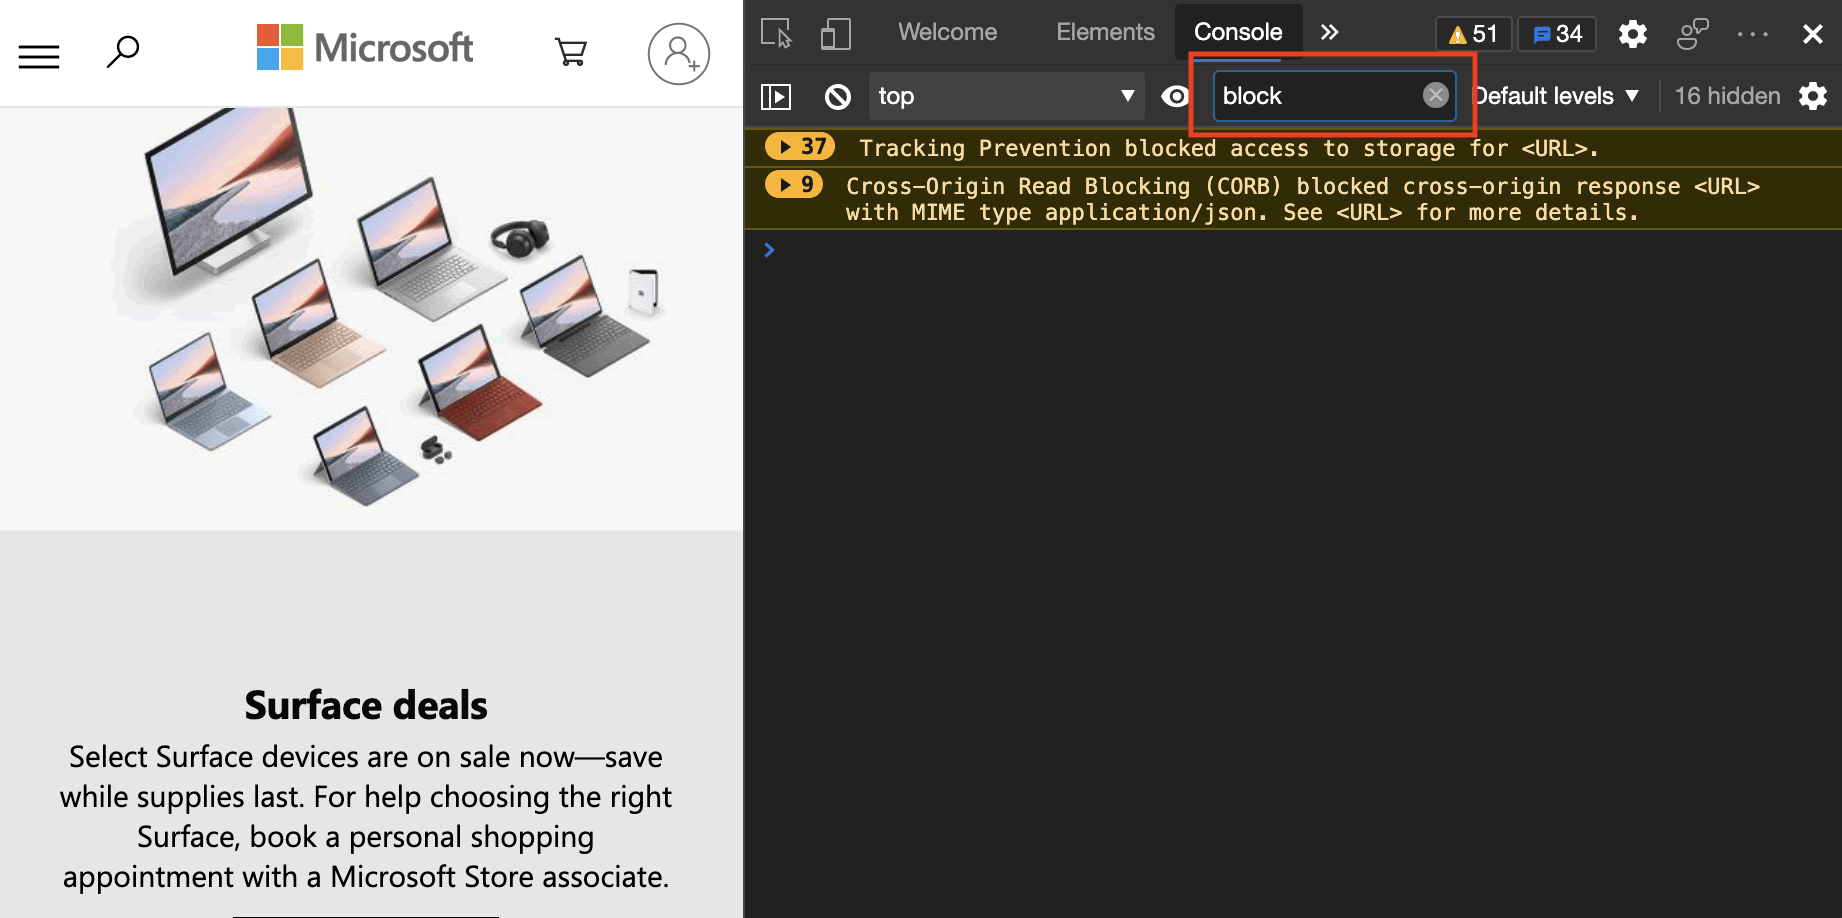 Microsoft
Surface deals
Select Surface devices are on sale now—save
while supplies last. For help choosing the right
Surface, book a personal shopping
appointment with a Microsoft Store associate.
Welcome Elements Console 51 34
top block Default levels 16 hidden
37 Tracking Prevention blocked access to storage for <URL>.
9 Cross-Origin Read Blocking (CORB) blocked cross-origin response <URL>
with MIME type application/json. See <URL> for more details.